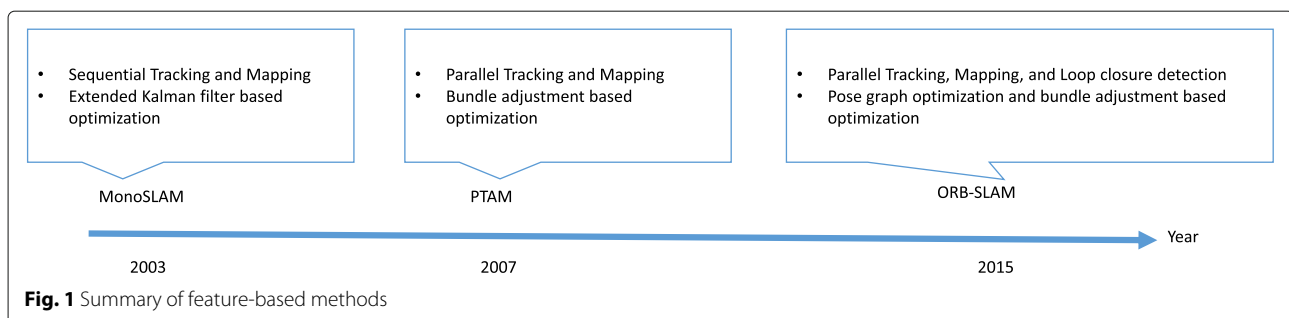 • Sequential Tracking and Mapping
• Extended Kalman filter based
optimization
• Parallel Tracking and Mapping
• Bundle adjustment based
optimization
• Parallel Tracking, Mapping, and Loop closure detection
• Pose graph optimization and bundle adjustment based
optimization
MonoSLAM
PTAM
ORB-SLAM
Year
2003
2007
2015
Fig. 1 Summary of feature-based methods